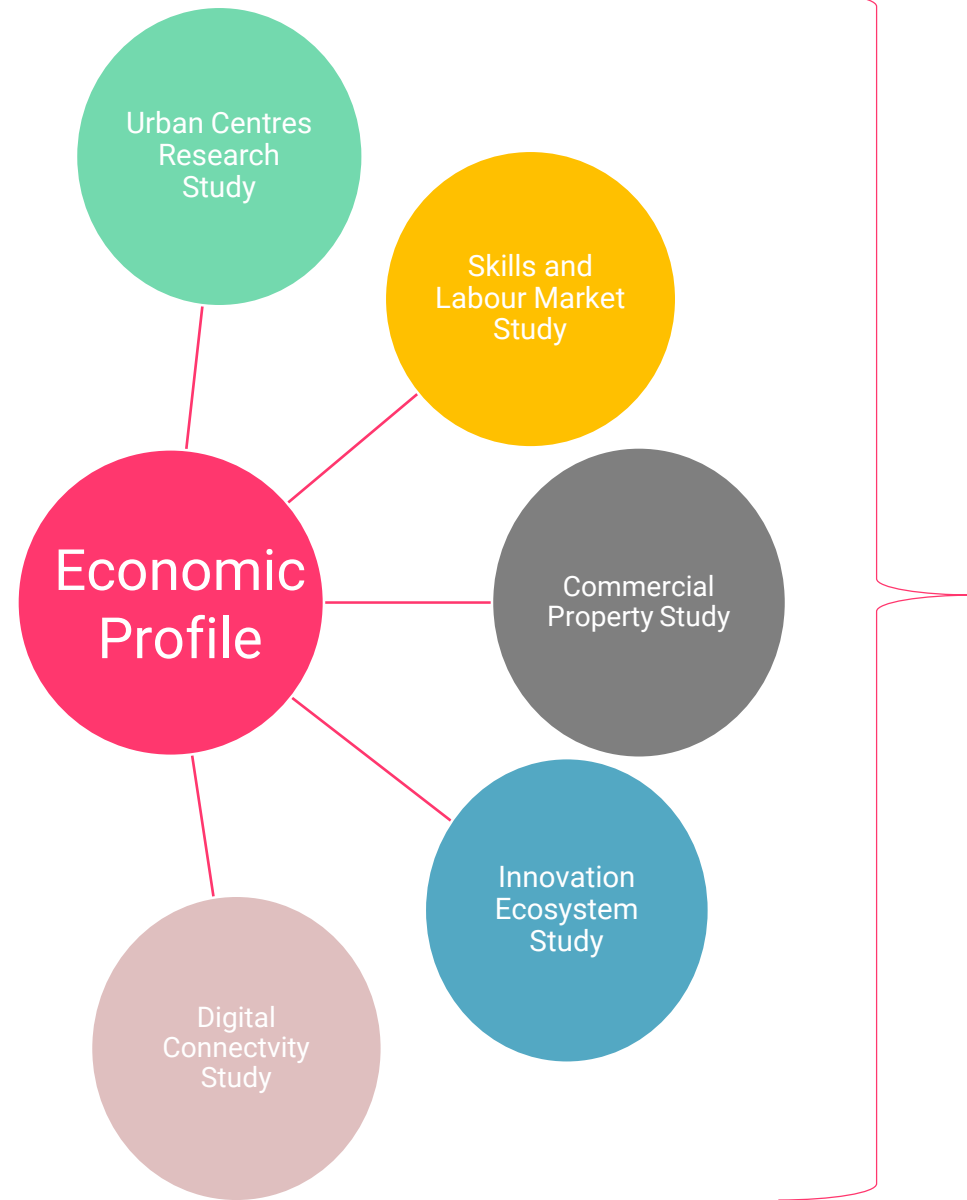 Urban Centres
Research
Study
Skills and
Labour Market
Study
Economic
Profile
Commercial
Property Study
Innovation
Ecosystem
Study
Digital
Connectvity
Study